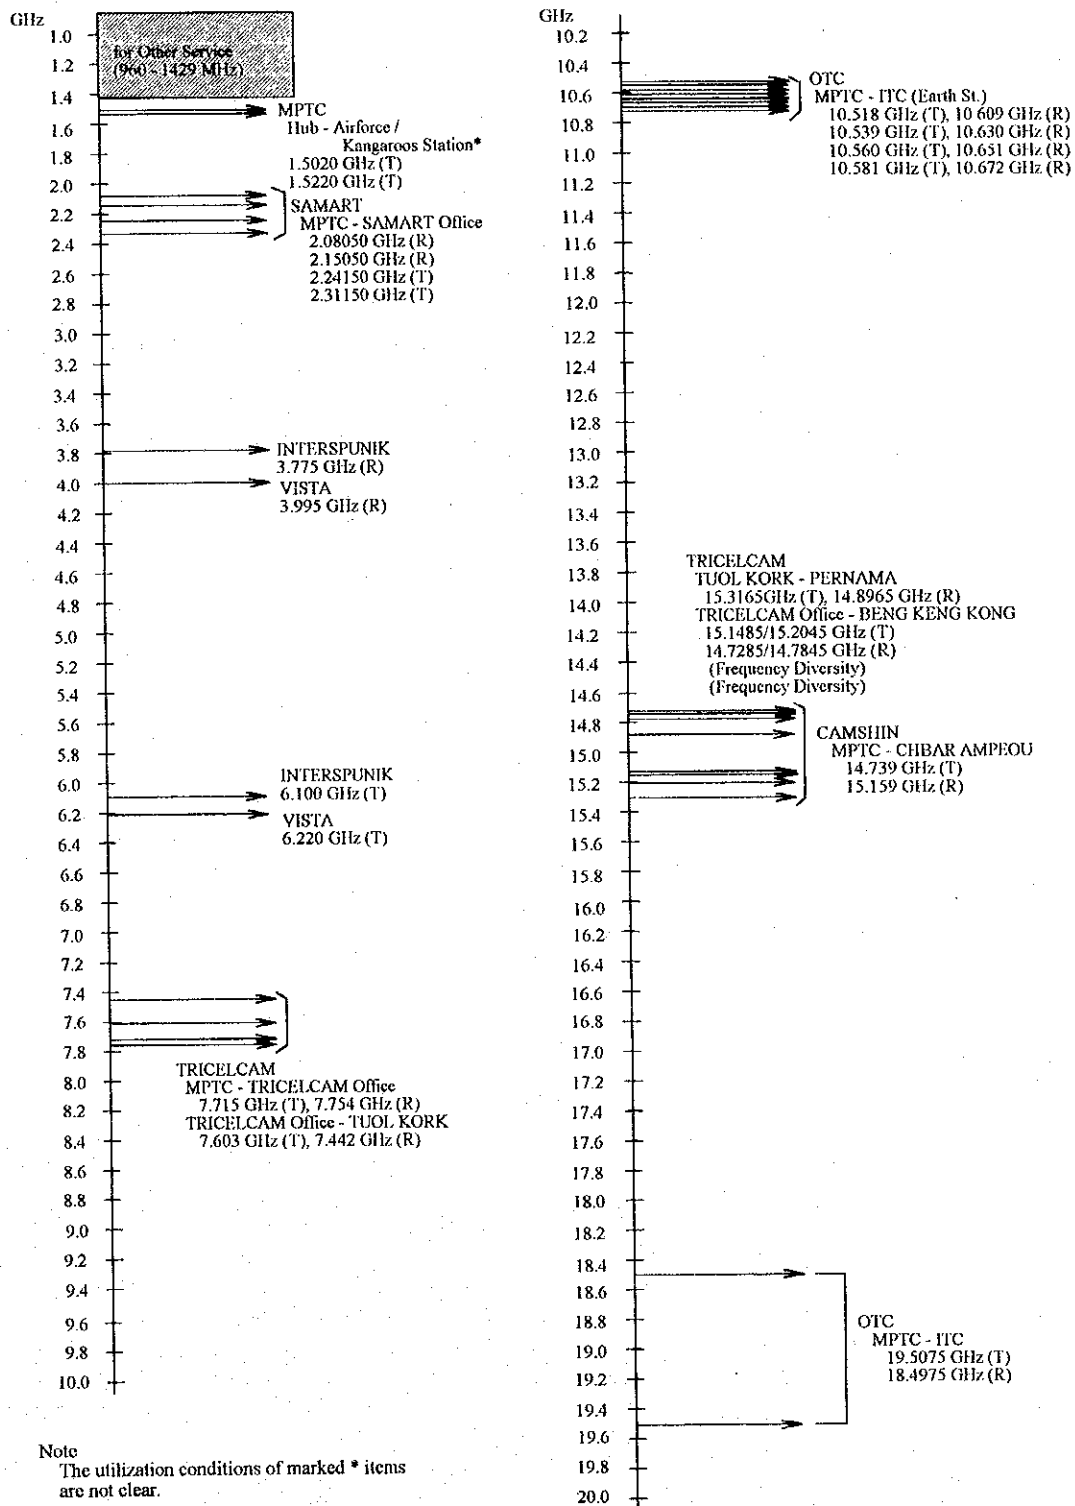 GHz
1.0
for Other Service
1.2
(960 - 1429 MHz)
1.4
MPTC
1.6
Hub - Airforce /
Kangaroos Station*
1.8
1.5020 GHz (T)
2.0
1.5220 GHz (T)
2.2
SAMART
MPTC - SAMART Office
2.4
2.08050 GHz (R)
2.15050 GHz (R)
2.6
2.24150 GHz (T)
2.8
2.31150 GHz (T)
3.0
3.2
3.4
3.6
3.8
INTERSPUNIK
3.775 GHz (R)
4.0
VISTA
4.2
3.995 GHz (R)
4.4
4.6
4.8
5.0
5.2
5.4
5.6
5.8
6.0
INTERSPUNIK
6.100 GHz (T)
6.2
VISTA
6.4
6.220 GHz (T)
6.6
6.8
7.0
7.2
7.4
7.6
7.8
TRICELCAM
8.0
MPTC - TRICELCAM Office
8.2
7.715 GHz (T), 7.754 GHz (R)
TRICELCAM Office - TUOL KORK
8.4
7.603 GHz (T), 7.442 GHz (R)
8.6
8.8
9.0
9.2
9.4
9.6
9.8
10.0
Note
The utilization conditions of marked * items
are not clear.
GHz
10.2
10.4
OTC
10.6
MPTC - ITC (Earth St.)
10.518 GHz (T), 10.609 GHz (R)
10.8
10.539 GHz (T), 10.630 GHz (R)
11.0
10.560 GHz (T), 10.651 GHz (R)
10.581 GHz (T), 10.672 GHz (R)
11.2
11.4
11.6
11.8
12.0
12.2
12.4
12.6
12.8
13.0
13.2
13.4
13.6
TRICELCAM
13.8
TUOL KORK - PERNAMA
15.3165GHz (T), 14.8965 GHz (R)
14.0
TRICELCAM Office - BENG KENG KONG
14.2
15.1485/15.2045 GHz (T)
14.7285/14.7845 GHz (R)
14.4
(Frequency Diversity)
(Frequency Diversity)
14.6
14.8
CAMSHIN
15.0
MPTC - CHBAR AMPEOU
14.739 GHz (T)
15.2
15.159 GHz (R)
15.4
15.6
15.8
16.0
16.2
16.4
16.6
16.8
17.0
17.2
17.4
17.6
17.8
18.0
18.2
18.4
18.6
18.8
OTC
MPTC - ITC
19.0
19.5075 GHz (T)
19.2
18.4975 GHz (R)
19.4
19.6
19.8
20.0